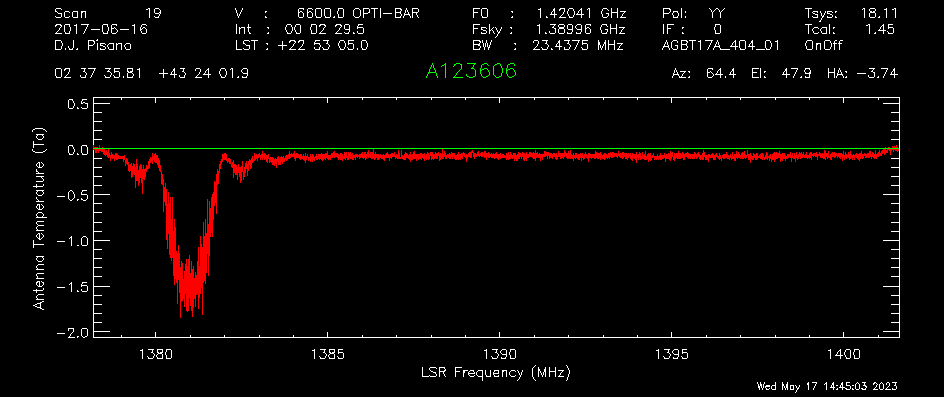 Scan 19 V : 6600.0 OPTI-BAR F0 : 1.42041 GHz Pol: YY Tsys: 18.11
2017-06-16 Int : 00 02 29.5 Fsky : 1.38996 GHz IF : 0 Tcal: 1.45
D.J. Pisano LST : +22 53 05.0 BW : 23.4375 MHz AGBT17A_404_01 OnOff
02 37 35.81 +43 24 01.9 A123606 Az: 64.4 El: 47.9 HA: -3.74
0.5
0.0
-0.5
-1.0
-1.5
-2.0
Antenna Temperature (Ta)
1380 1385 1390 1395 1400
LSR Frequency (MHz)
Wed May 17 14:45:03 2023